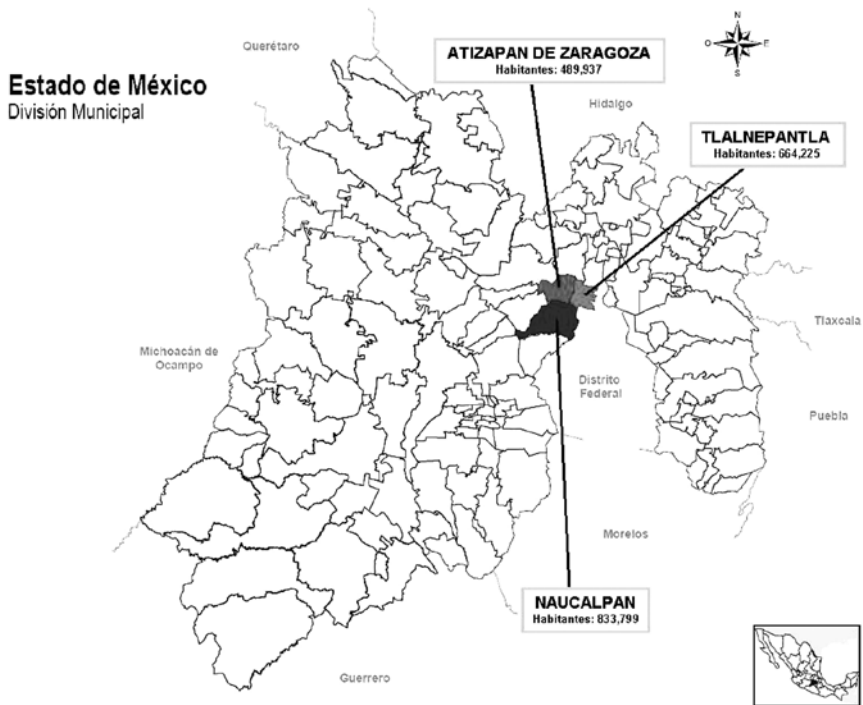 Estado de México
División Municipal
Querétaro
ATIZAPAN DE ZARAGOZA
Habitantes: 489,937
N
O
E
S
Hidalgo
TLALNEPANTLA
Habitantes: 664,225
Tlaxcala
Michoacán de
Ocampo
Distrito
Federal
Puebla
Morelos
NAUCALPAN
Habitantes: 833,799
Guerrero